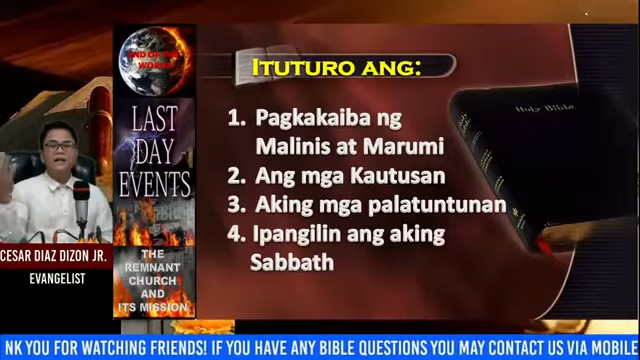 END OF THE
WORLD
LAST
DAY
EVENTS
THE
REMNANT
CHURCH
AND
ITS MISSION
ITUTURO ANG:
1. Pagkakaiba ng
Malinis at Marumi
2. Ang mga Kautusan
3. Aking mga palatuntunan
4. Ipangilin ang aking
Sabbath
Holy Bible
CESAR DIAZ DIZON JR.
EVANGELIST
NK YOU FOR WATCHING FRIENDS! IF YOU HAVE ANY BIBLE QUESTIONS YOU MAY CONTACT US VIA MOBILE